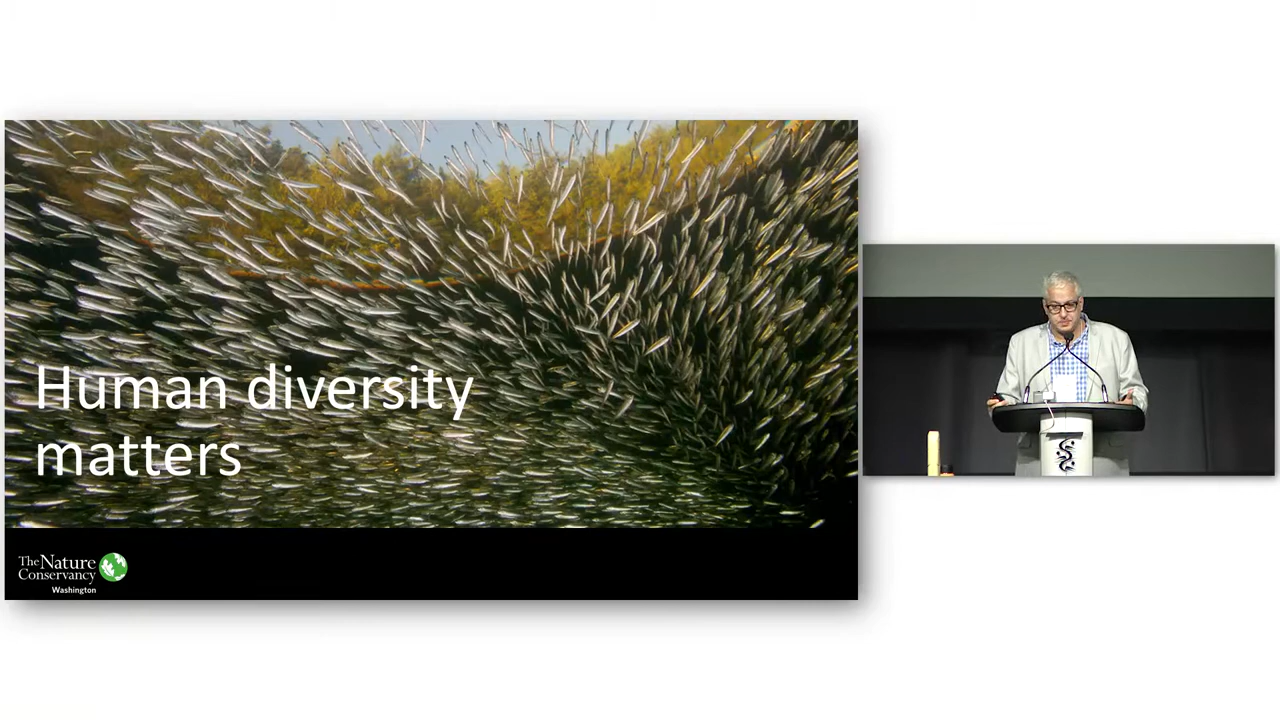 Human diversity
matters
The Nature
Conservancy
Washington